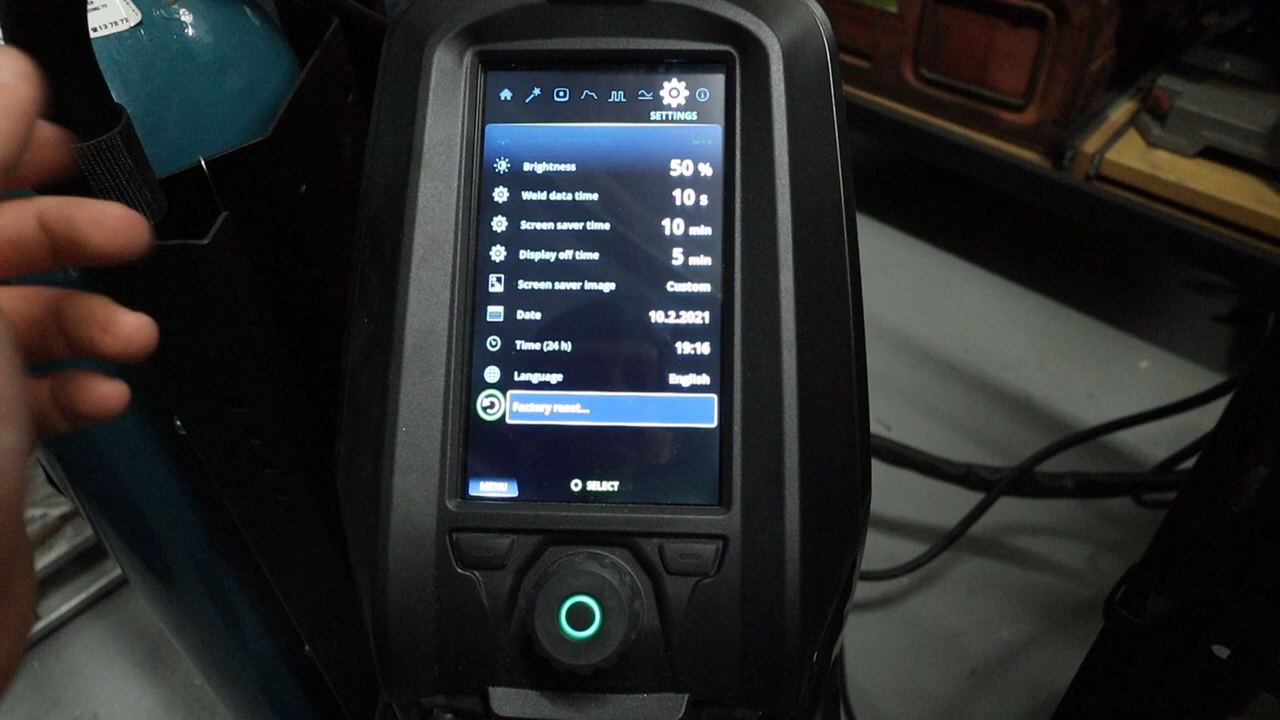 SETTINGS
Brightness 50 %
Weld data time 10 s
Screen saver time 10 min
Display off time 5 min
Screen saver image Custom
Date 10.2.2021
Time (24 h) 19:16
Language English
Factory reset...
MENU SELECT